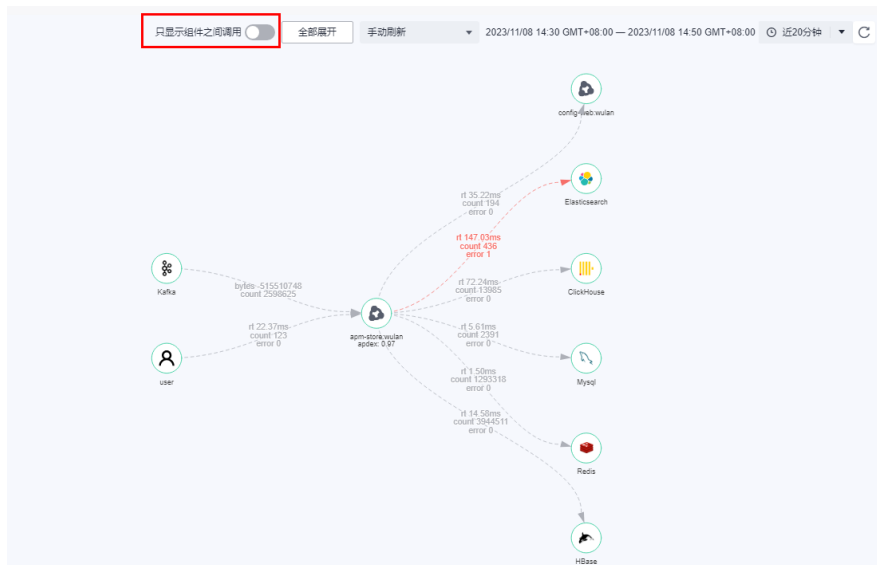 只显示组件之间调用
全部展开
手动刷新
2023/11/08 14:30 GMT+08:00 — 2023/11/08 14:50 GMT+08:00
近20分钟
config-web:wulan
rt 35.22ms
count 194
error 0
Elasticsearch
rt 147.03ms
count 436
error 1
Kafka
bytes -515510748
count 2598625
rt 72.24ms
count 13985
error 0
ClickHouse
apm-store:wulan
apdex: 0.97
rt 22.37ms
count 123
error 0
user
rt 5.61ms
count 2391
error 0
Mysql
rt 1.50ms
count 1293318
error 0
rt 14.58ms
count 3944511
error 0
Redis
HBase